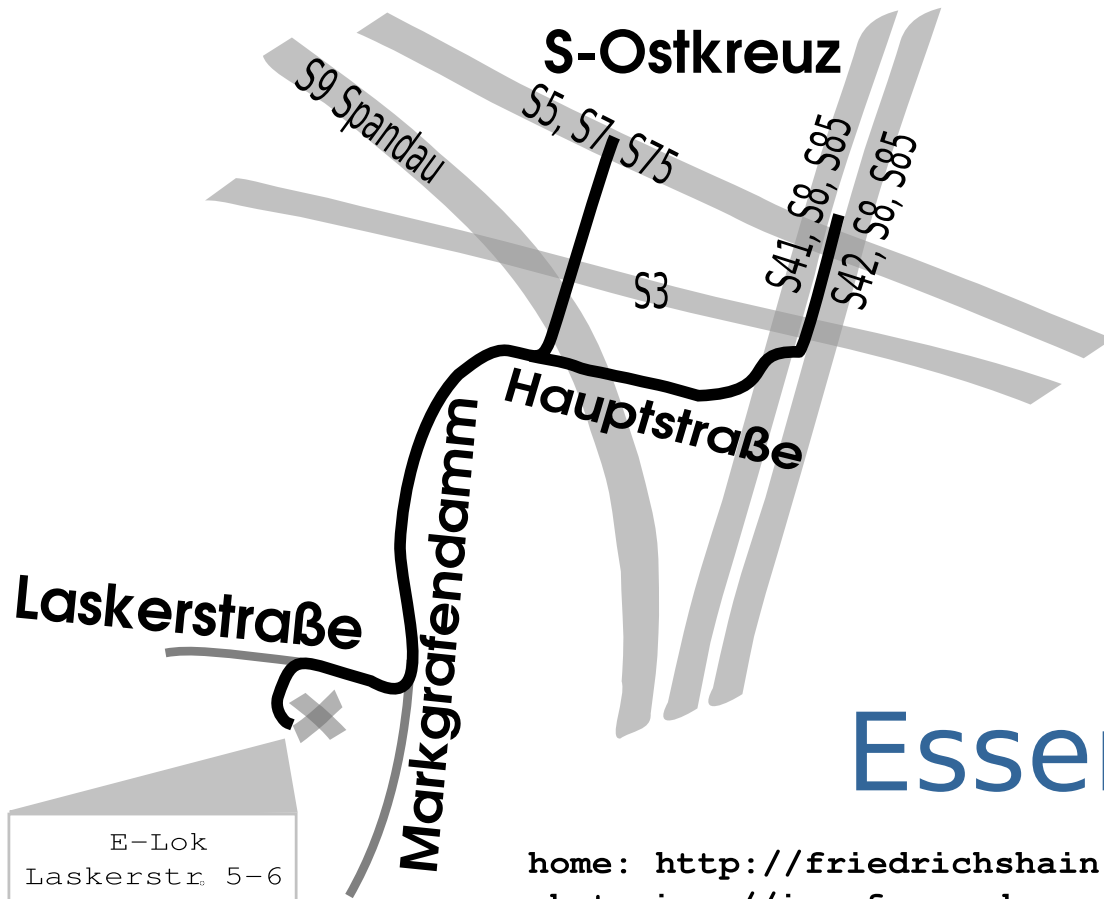 S-Ostkreuz
S9 Spandau
S5, S7, S75
S41, S8, S85
S42, S8, S85
S3
Hauptstraße
Markgrafendamm
Laskerstraße
E-Lok
Laskerstr. 5-6
home: http://friedrichshain